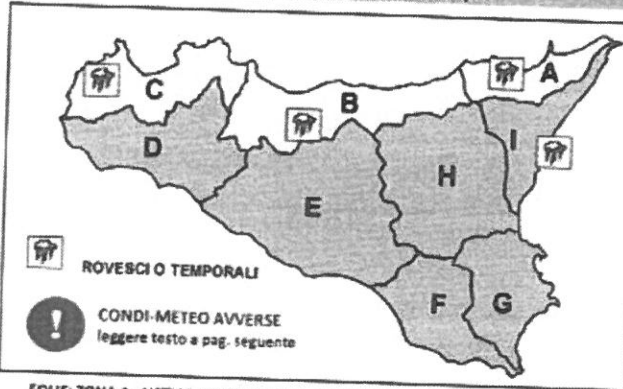 A
C
B
I
D
H
E
ROVESCI O TEMPORALI
F
G
!
CONDI-METEO AVVERSE
leggere testo a pag. seguente